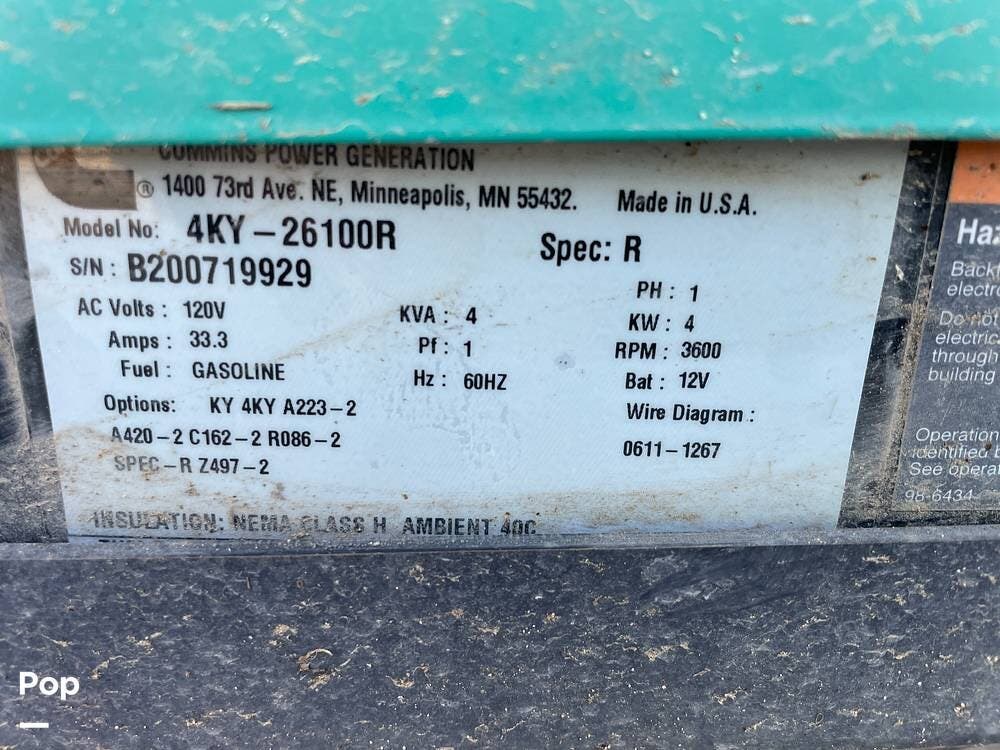 CUMMINS POWER GENERATION
® 1400 73rd Ave. NE, Minneapolis, MN 55432. Made in U.S.A.
Model No: 4KY-26100R Spec: R
S/N : B200719929
AC Volts : 120V KVA : 4 PH : 1
Amps : 33.3 Pf : 1 KW : 4
Fuel : GASOLINE Hz : 60HZ RPM : 3600
Bat : 12V
Options: KY 4KY A223-2 Wire Diagram :
A420-2 C162-2 R086-2 0611-1267
SPEC-R Z497-2
INSULATION: NEMA CLASS H AMBIENT 40C
Haz
Backf
electro
Do not
electrica
through
building
Operation
identified b
See operat
98-6434
Pop